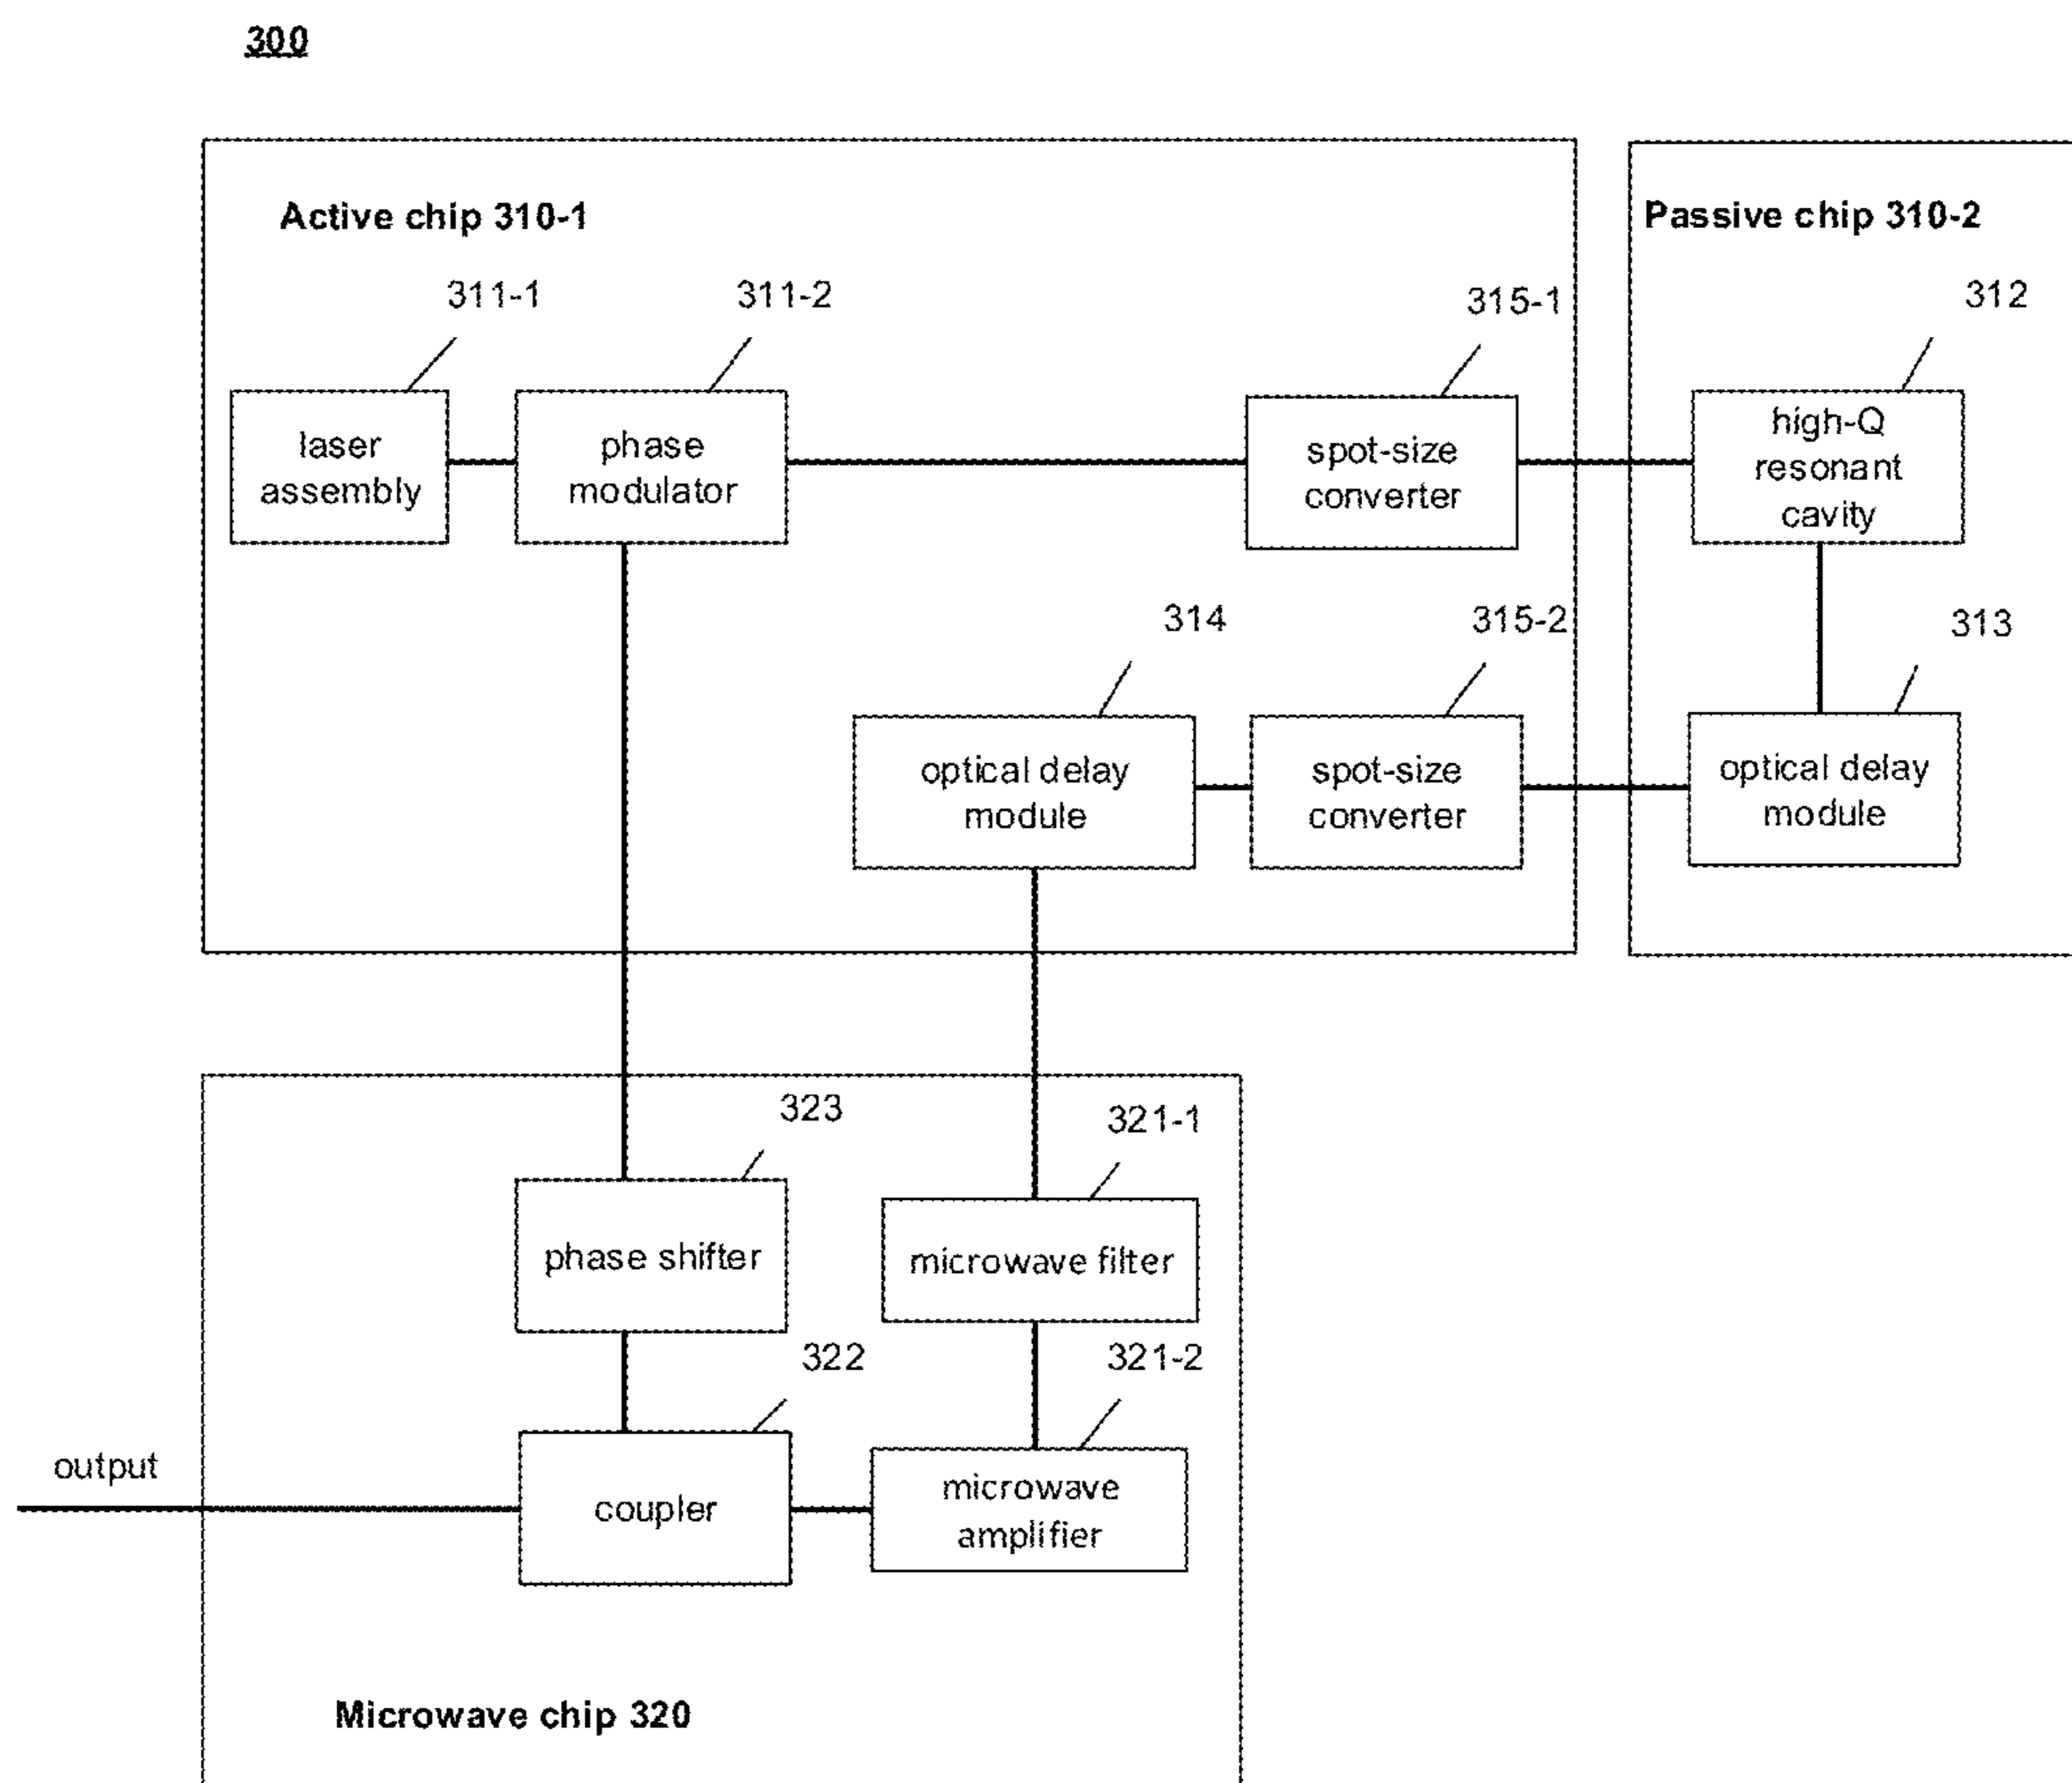 300
Active chip 310-1
Passive chip 310-2
311-1
311-2
315-1
312
laser
assembly
phase
modulator
spot-size
converter
high-Q
resonant
cavity
314
315-2
313
optical delay
module
spot-size
converter
optical delay
module
323
321-1
phase shifter
microwave filter
322
321-2
output
coupler
microwave
amplifier
Microwave chip 320